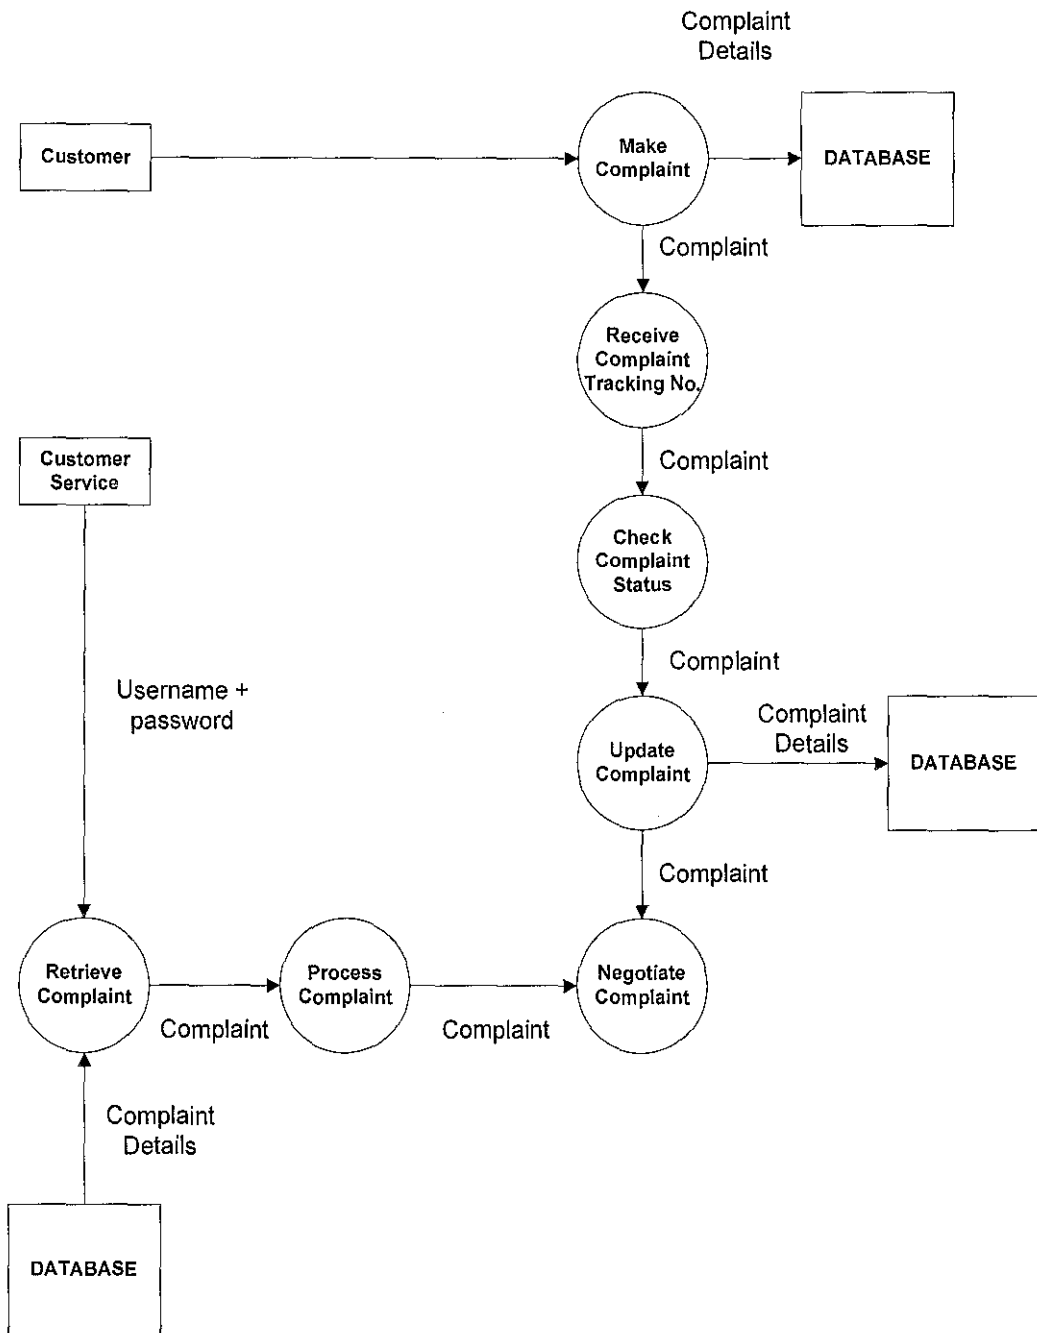 Complaint
Details
Customer
Make
Complaint
DATABASE
Complaint
Receive
Complaint
Tracking No.
Customer
Service
Complaint
Check
Complaint
Status
Complaint
Username +
password
Complaint
Details
Update
Complaint
DATABASE
Complaint
Retrieve
Complaint
Process
Complaint
Negotiate
Complaint
Complaint
Complaint
Complaint
Details
DATABASE